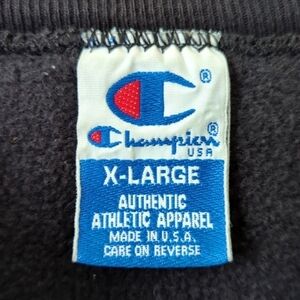 ®
Champion®
USA
X-LARGE
AUTHENTIC
ATHLETIC APPAREL
MADE IN U.S.A.
CARE ON REVERSE